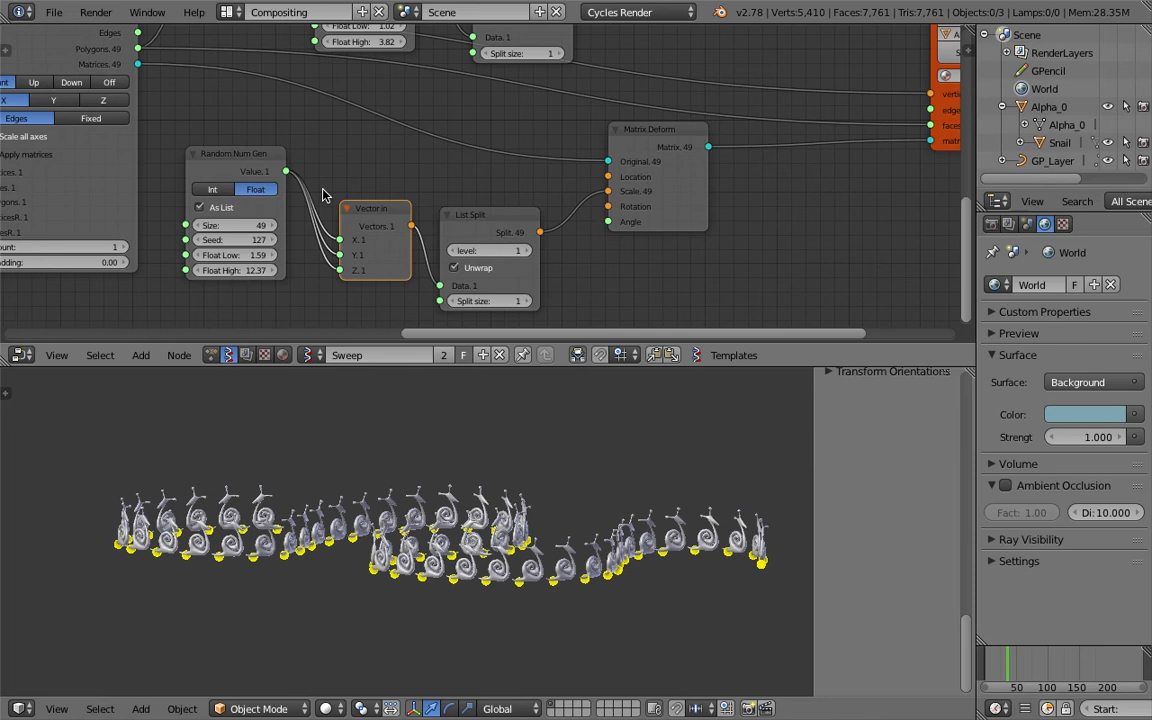 File Render Window Help Compositing Scene Cycles Render v2.78 | Verts:5,410 | Faces:7,761 | Tris:7,761 | Objects:0/3 | Lamps:0/0 | Mem:28.35M
Edges
Polygons. 49
Matrices. 49
Up Down Off
X Y Z
Edges Fixed
Scale all axes
Apply matrices
Float High: 3.82
Data. 1
Split size: 1
Random Num Gen
Value. 1
Int Float
As List
Size: 49
Seed: 127
Float Low: 1.59
Float High: 12.37
Vector in
Vectors. 1
X. 1
Y. 1
Z. 1
List Split
Split. 49
level: 1
Unwrap
Data. 1
Split size: 1
Matrix Deform
Matrix. 49
Original. 49
Location
Scale. 49
Rotation
Angle
1
0.00
View Select Add Node Sweep 2 F Templates
Transform Orientations
View Select Add Object Object Mode Global
Scene
RenderLayers
GPencil
World
Alpha_0
Alpha_0
Snail
GP_Layer
View Search All Scene
World
World F
Custom Properties
Preview
Surface
Surface: Background
Color:
Strengt 1.000
Volume
Ambient Occlusion
Fact: 1.00 Di: 10.000
Ray Visibility
Settings
50 100 150 200
Start: